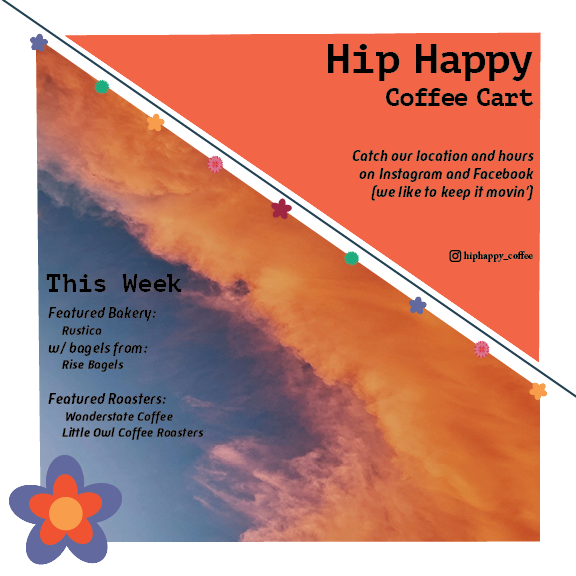 Hip Happy
Coffee Cart
Catch our location and hours
on Instagram and Facebook
(we like to keep it movin')
hiphappy_coffee
This Week
Featured Bakery:
Rustica
w/ bagels from:
Rise Bagels
Featured Roasters:
Wonderstate Coffee
Little Owl Coffee Roasters